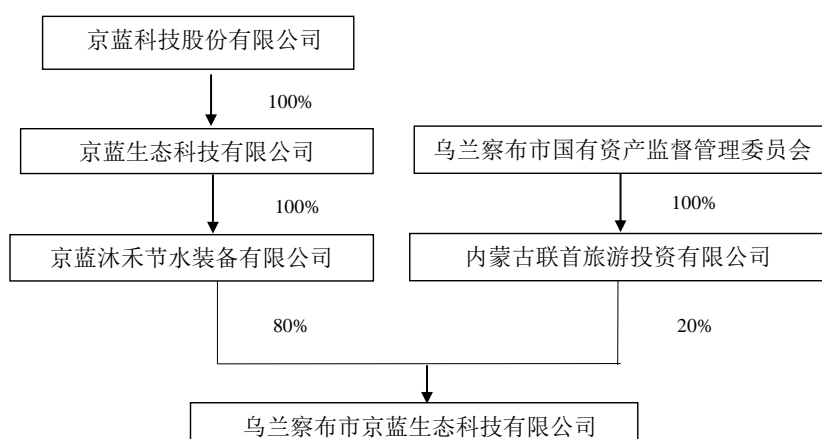 京蓝科技股份有限公司
100%
京蓝生态科技有限公司
乌兰察布市国有资产监督管理委员会
100%
100%
京蓝沐禾节水装备有限公司
内蒙古联首旅游投资有限公司
80%
20%
乌兰察布市京蓝生态科技有限公司